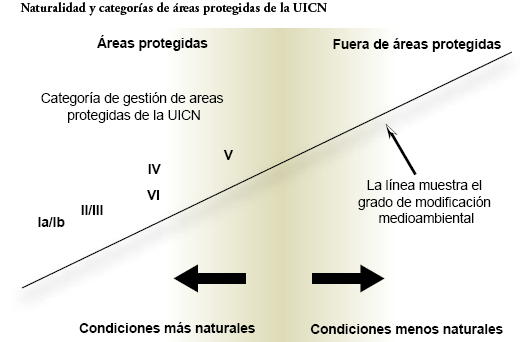 Naturalidad y categorías de áreas protegidas de la UICN
Áreas protegidas
Fuera de áreas protegidas
Categoría de gestión de areas
protegidas de la UICN
V
IV
VI
II/III
Ia/Ib
La línea muestra el
grado de modificación
medioambiental
Condiciones más naturales
Condiciones menos naturales